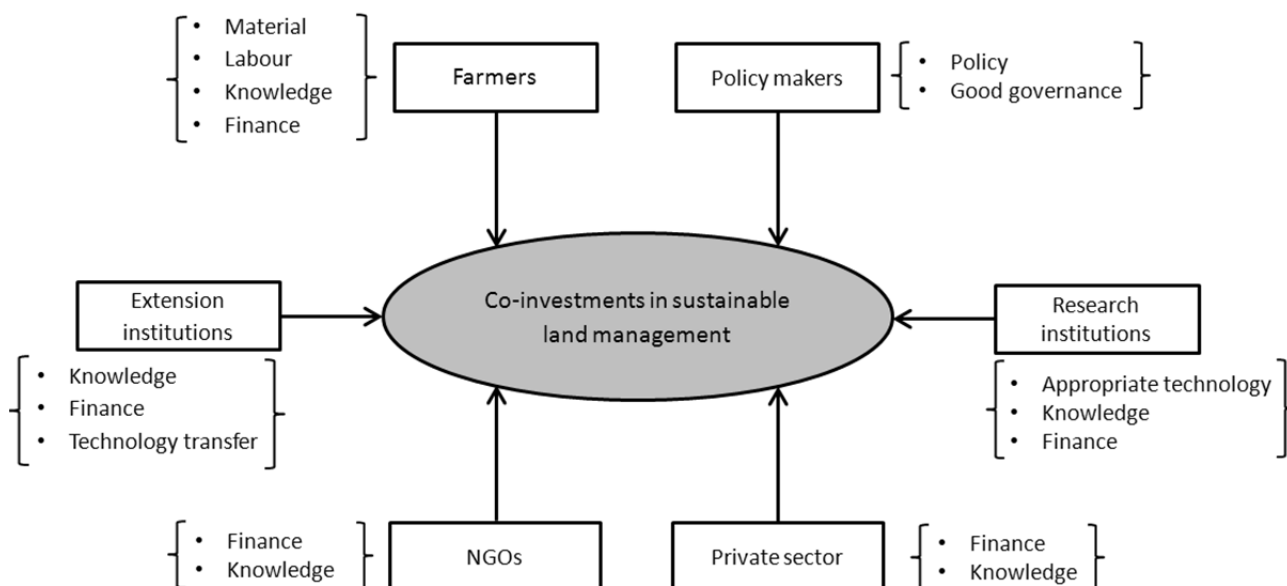 • Material
• Labour
• Knowledge
• Finance
Farmers
Policy makers
• Policy
• Good governance
Extension
institutions
Co-investments in sustainable
land management
Research
institutions
• Knowledge
• Finance
• Technology transfer
• Appropriate technology
• Knowledge
• Finance
• Finance
• Knowledge
NGOs
Private sector
• Finance
• Knowledge